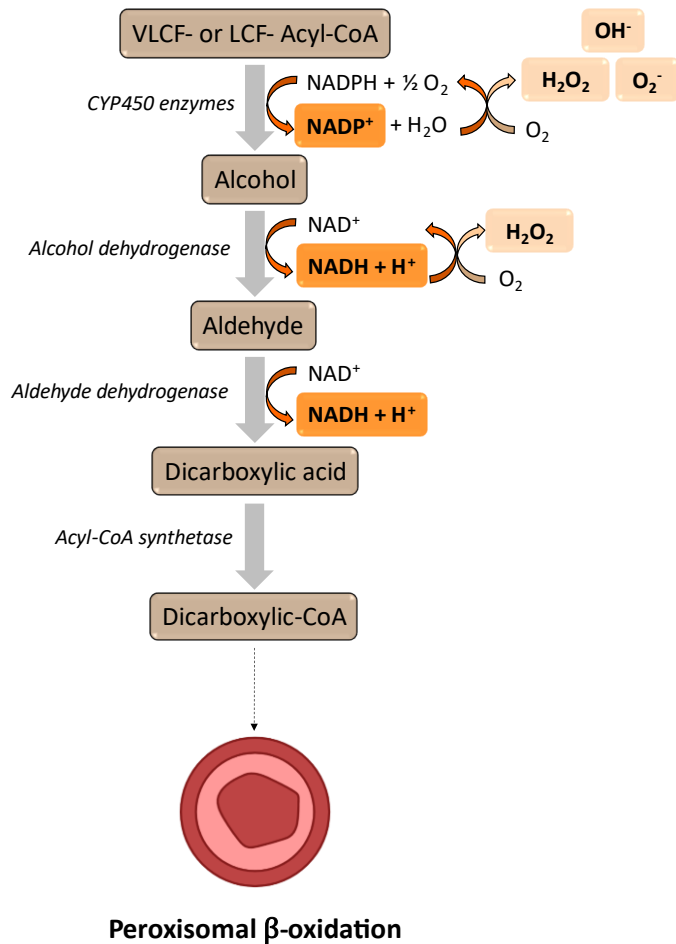 VLCF- or LCF- Acyl-CoA
OH⁻
CYP450 enzymes
NADPH + ½ O₂
H₂O₂
O₂⁻
NADP⁺ + H₂O
O₂
Alcohol
Alcohol dehydrogenase
NAD⁺
H₂O₂
NADH + H⁺
O₂
Aldehyde
Aldehyde dehydrogenase
NAD⁺
NADH + H⁺
Dicarboxylic acid
Acyl-CoA synthetase
Dicarboxylic-CoA
Peroxisomal β-oxidation